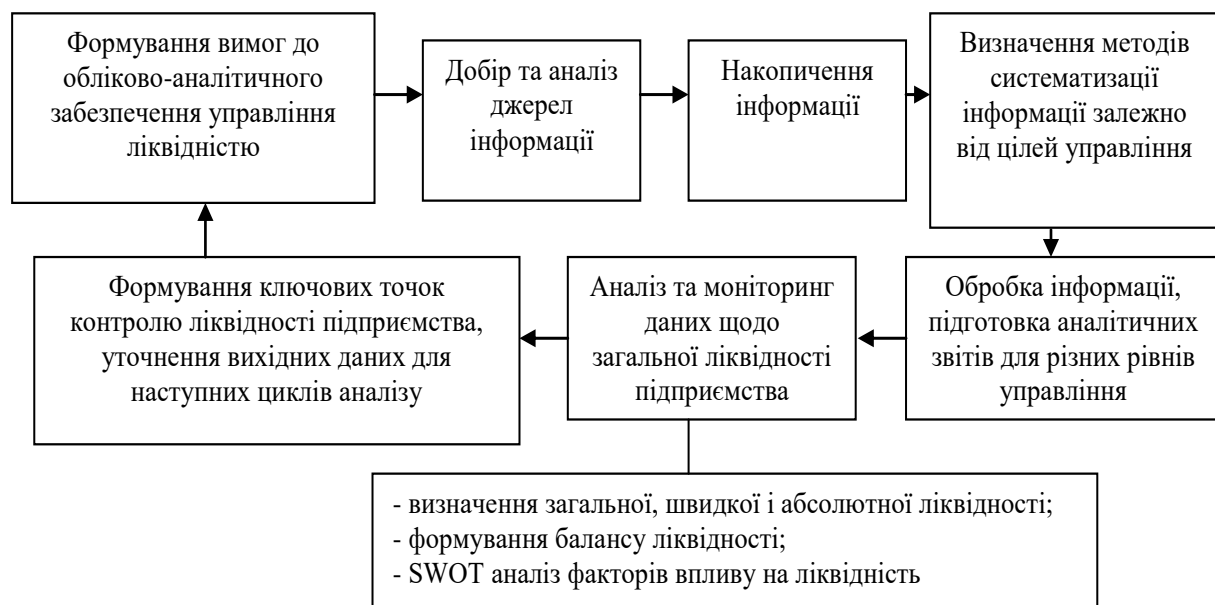 Формування вимог до
обліково-аналітичного
забезпечення управління
ліквідністю
Добір та аналіз
джерел
інформації
Накопичення
інформації
Визначення методів
систематизації
інформації залежно
від цілей управління
Обробка інформації,
підготовка аналітичних
звітів для різних рівнів
управління
Аналіз та моніторинг
даних щодо
загальної ліквідності
підприємства
Формування ключових точок
контролю ліквідності підприємства,
уточнення вихідних даних для
наступних циклів аналізу
- визначення загальної, швидкої і абсолютної ліквідності;
- формування балансу ліквідності;
- SWOT аналіз факторів впливу на ліквідність